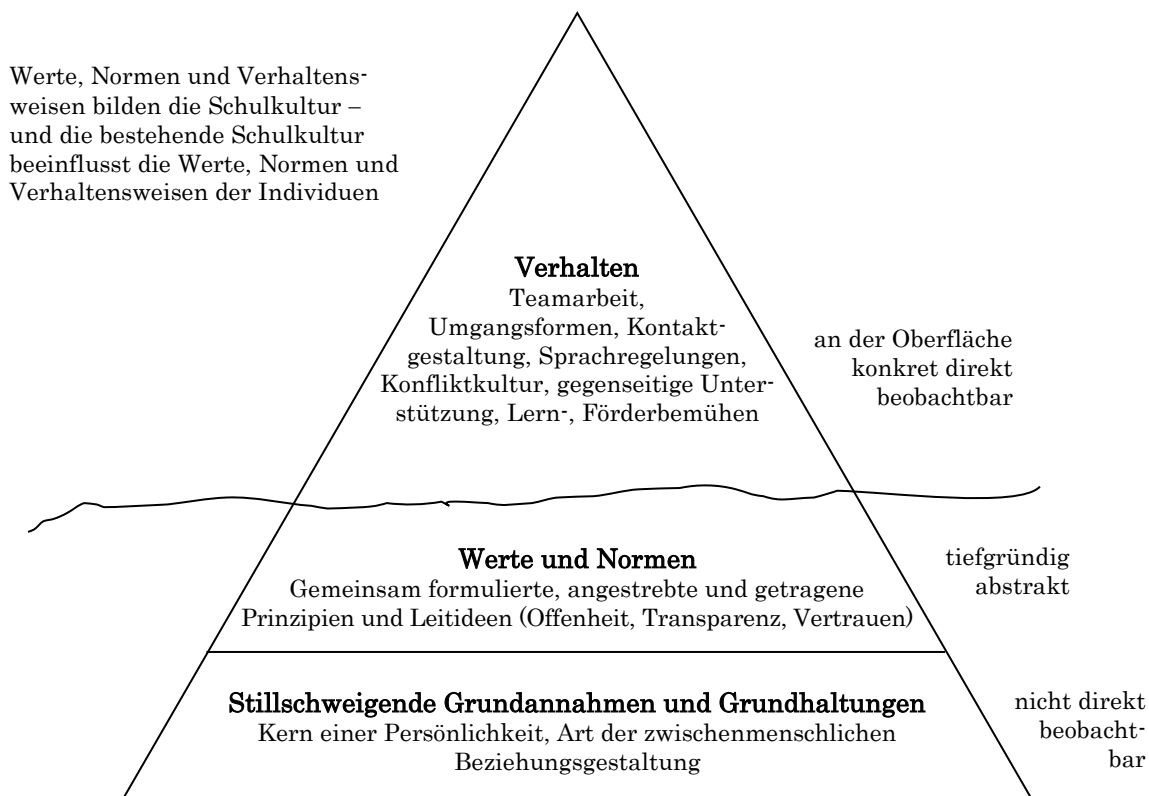 Werte, Normen und Verhaltens-
weisen bilden die Schulkultur –
und die bestehende Schulkultur
beeinflusst die Werte, Normen und
Verhaltensweisen der Individuen
Verhalten
Teamarbeit,
Umgangsformen, Kontakt-
gestaltung, Sprachregelungen,
Konfliktkultur, gegenseitige Unter-
stützung, Lern-, Förderbemühen
an der Oberfläche
konkret direkt
beobachtbar
Werte und Normen
Gemeinsam formulierte, angestrebte und getragene
Prinzipien und Leitideen (Offenheit, Transparenz, Vertrauen)
tiefgründig
abstrakt
Stillschweigende Grundannahmen und Grundhaltungen
Kern einer Persönlichkeit, Art der zwischenmenschlichen
Beziehungsgestaltung
nicht direkt
beobacht-
bar